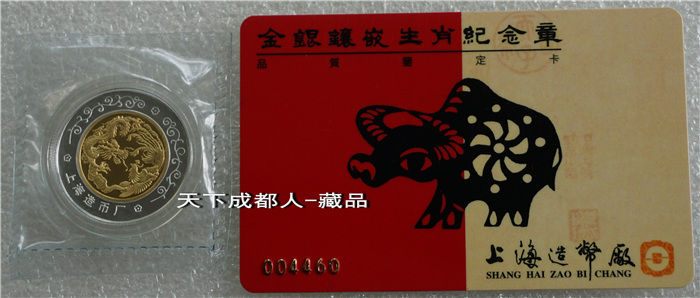 金銀鑲嵌生肖紀念章
品質鑒定卡
上海造币厂
天下成都人-藏品
004460
上海造幣廠
SHANG HAI ZAO BI CHANG